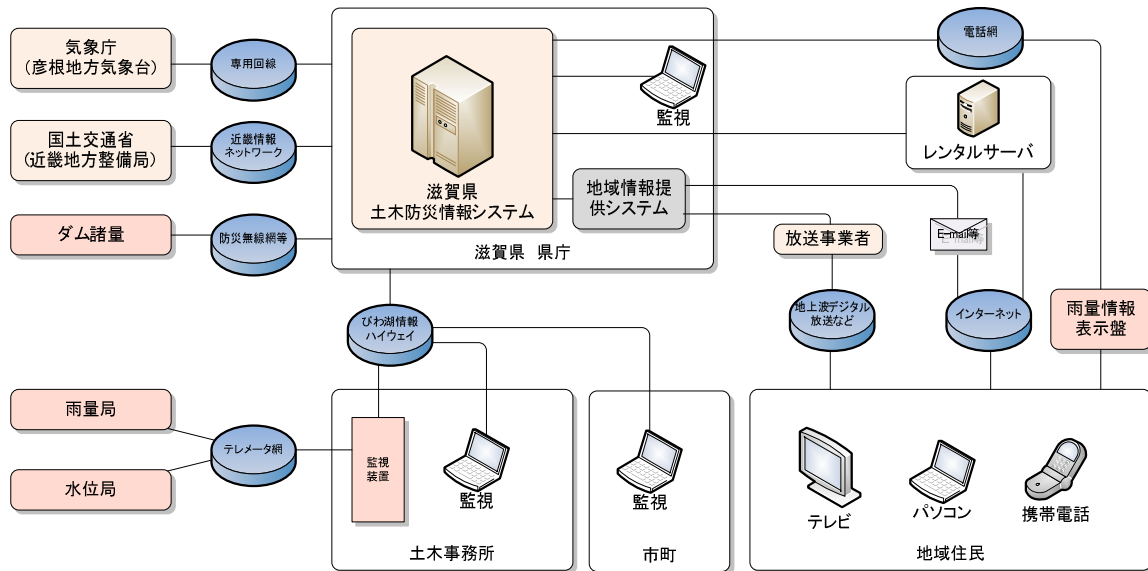 気象庁
（彦根地方気象台）
専用回線
国土交通省
（近畿地方整備局）
近畿情報
ネットワーク
ダム諸量
防災無線網等
滋賀県
土木防災情報システム
監視
地域情報提
供システム
滋賀県 県庁
電話網
レンタルサーバ
放送事業者
E-mail等
地上波デジタル
放送など
インターネット
雨量情報
表示盤
びわ湖情報
ハイウェイ
雨量局
水位局
テレメータ網
監視
装置
監視
土木事務所
監視
市町
テレビ
パソコン
携帯電話
地域住民